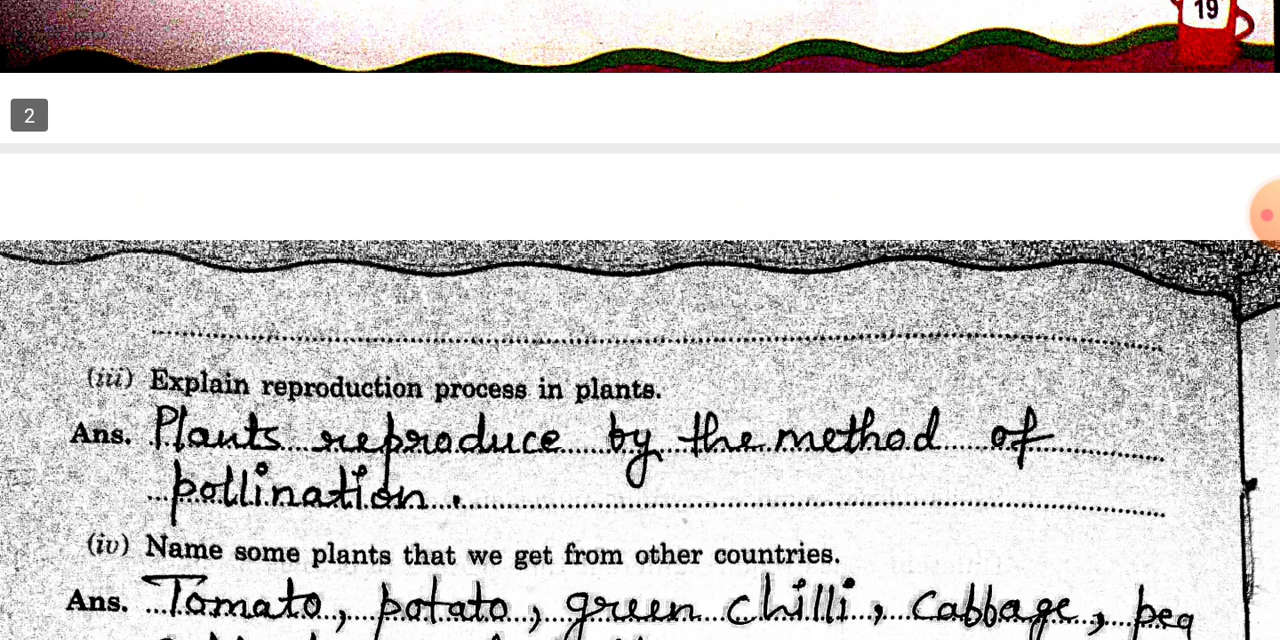 19
2
(iii) Explain reproduction process in plants.
Ans. Plants reproduce by the method of
pollination.
(iv) Name some plants that we get from other countries.
Ans. Tomato, potato, green chilli, cabbage, pea